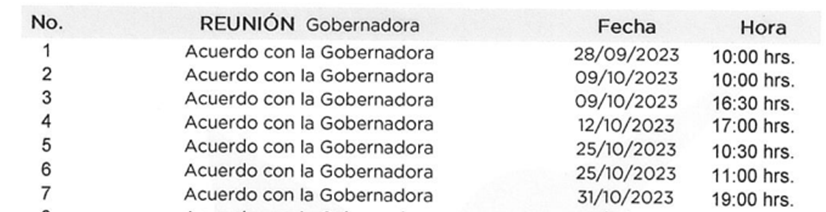 No. REUNIÓN Gobernadora Fecha Hora
1 Acuerdo con la Gobernadora 28/09/2023 10:00 hrs.
2 Acuerdo con la Gobernadora 09/10/2023 10:00 hrs.
3 Acuerdo con la Gobernadora 09/10/2023 16:30 hrs.
4 Acuerdo con la Gobernadora 12/10/2023 17:00 hrs.
5 Acuerdo con la Gobernadora 25/10/2023 10:30 hrs.
6 Acuerdo con la Gobernadora 25/10/2023 11:00 hrs.
7 Acuerdo con la Gobernadora 31/10/2023 19:00 hrs.